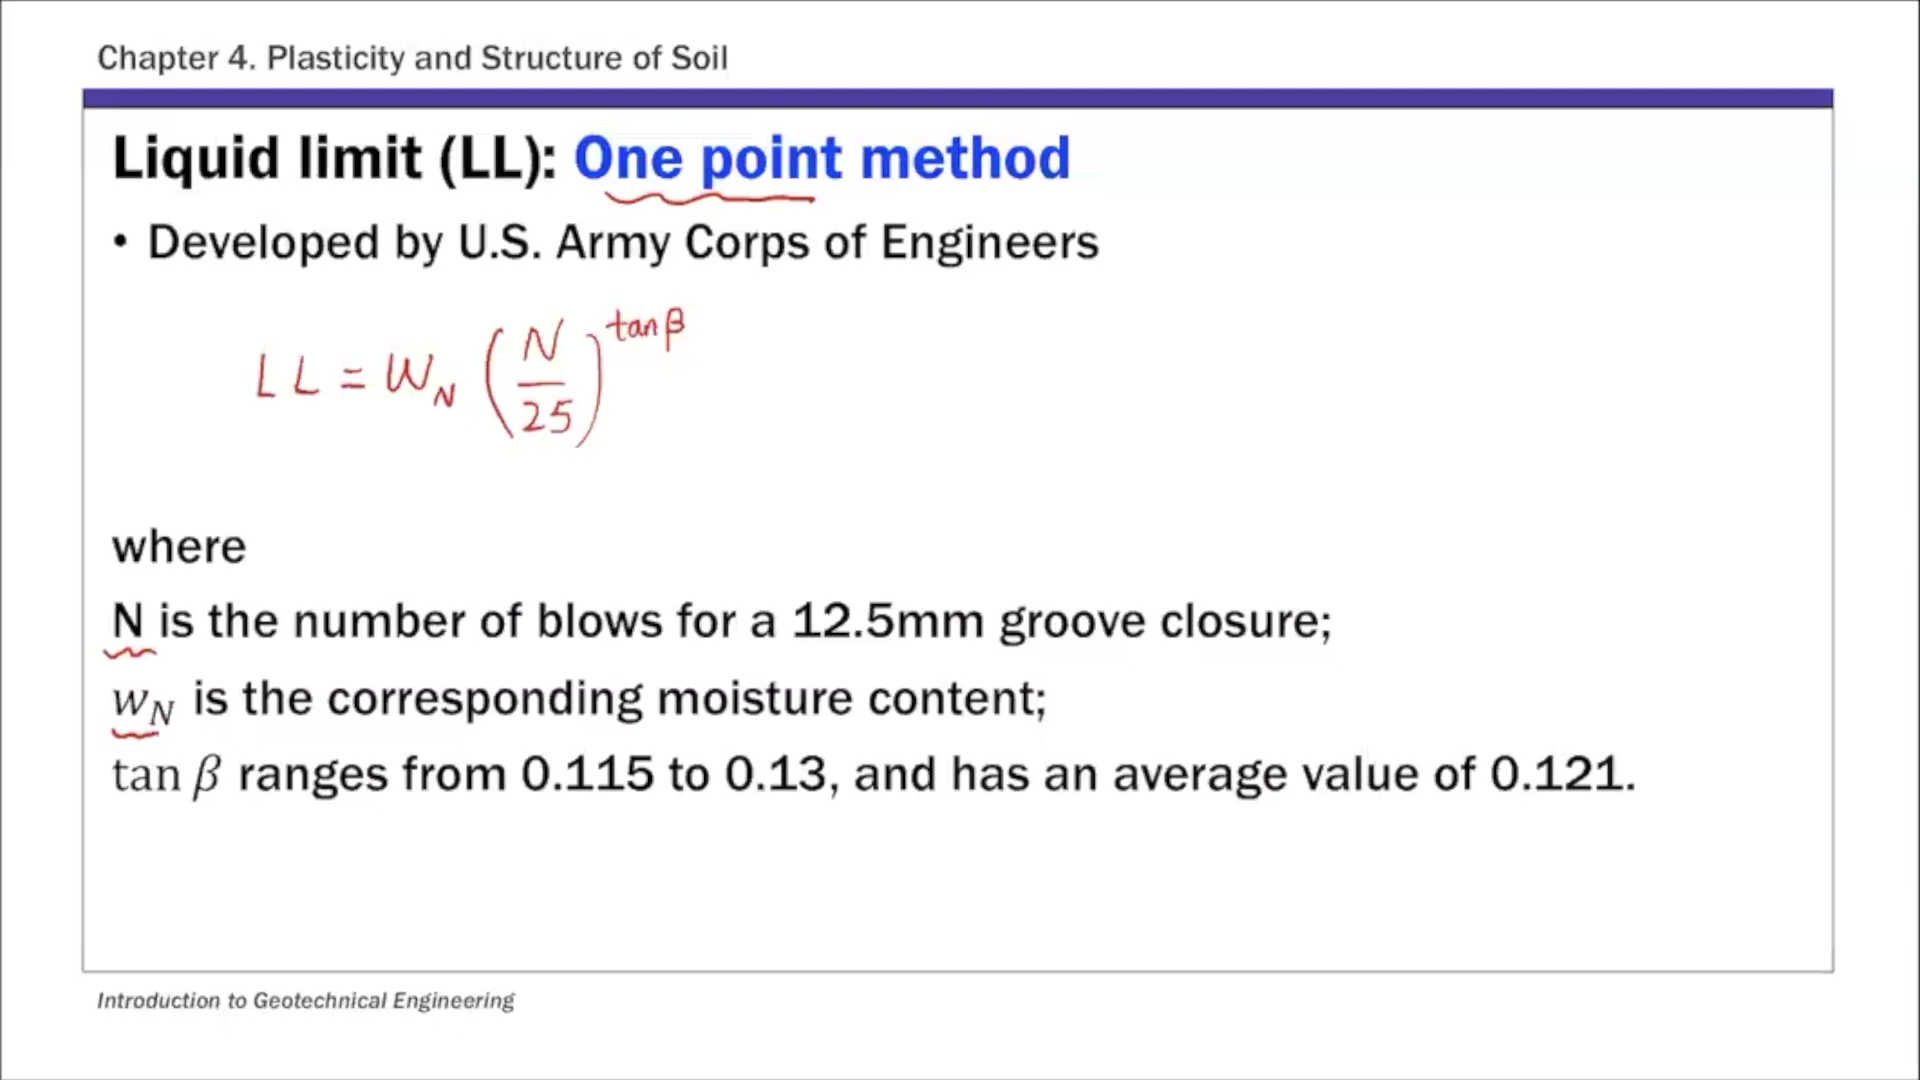 Chapter 4. Plasticity and Structure of Soil
Liquid limit (LL): One point method
• Developed by U.S. Army Corps of Engineers
LL = W_N (N/25)^tan β
where
N is the number of blows for a 12.5mm groove closure;
w_N is the corresponding moisture content;
tan β ranges from 0.115 to 0.13, and has an average value of 0.121.
Introduction to Geotechnical Engineering